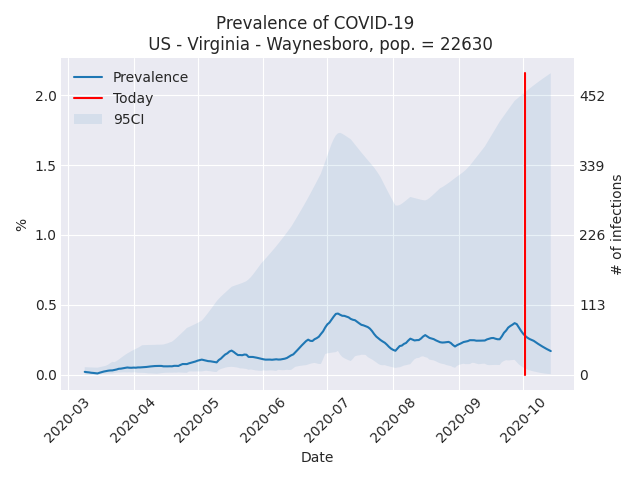 Prevalence of COVID-19
US - Virginia - Waynesboro, pop. = 22630
Prevalence
Today
95CI
2.0
1.5
1.0
0.5
0.0
%
452
339
226
113
0
# of infections
2020-03
2020-04
2020-05
2020-06
2020-07
2020-08
2020-09
2020-10
Date